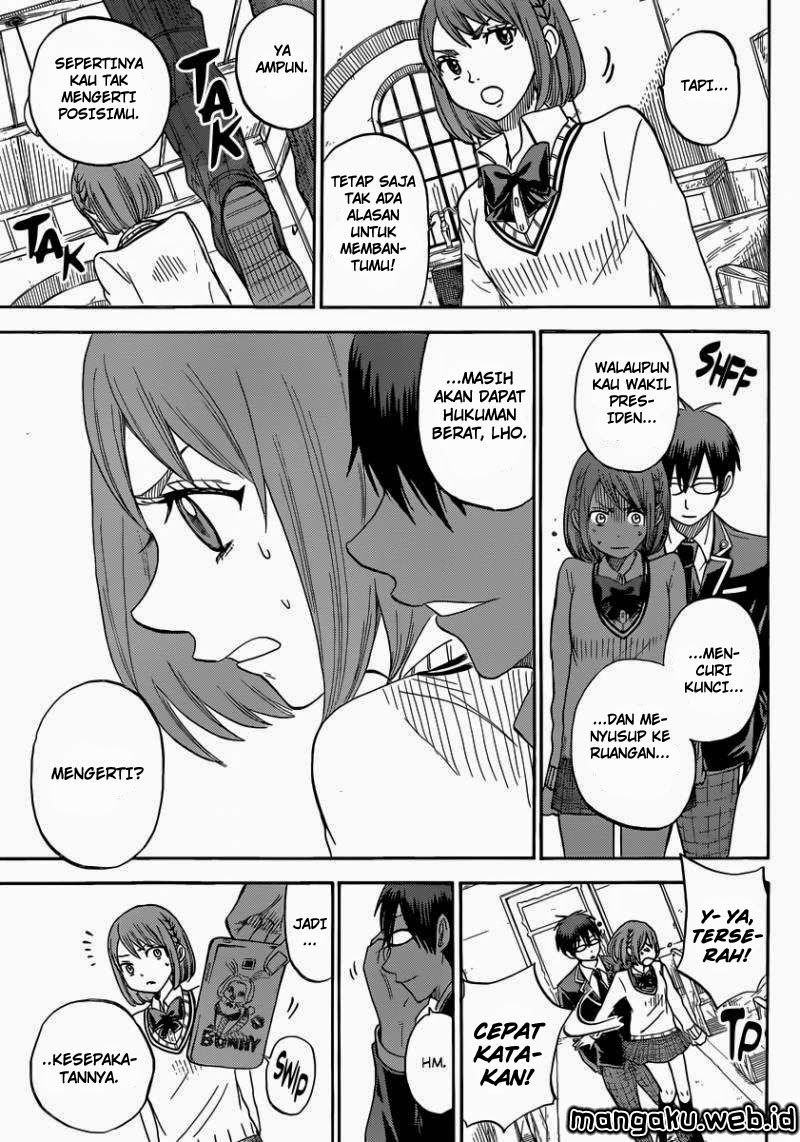 TAPI...
TETAP SAJA
TAK ADA
ALASAN
UNTUK
MEMBAN-
TUMU!
YA
AMPUN.
TAK
SEPERTINYA
KAU TAK
MENGERTI
POSISIMU.
TAK
SHFF
WALAUPUN
KAU WAKIL
PRES-
IDEN...
...MEN-
CURI
KUNCI...
...DAN ME-
NYUSUP KE
RUANGAN...
...MASIH
AKAN DAPAT
HUKUMAN
BERAT, LHO.
MENGERTI?
Y- YA,
TERSE-
RAH!
CEPAT
KATA-
KAN!
TP
HM.
JADI
...
BUNNY
SWIP
..KESEPAKA-
TANNYA.
mangaku.web.id